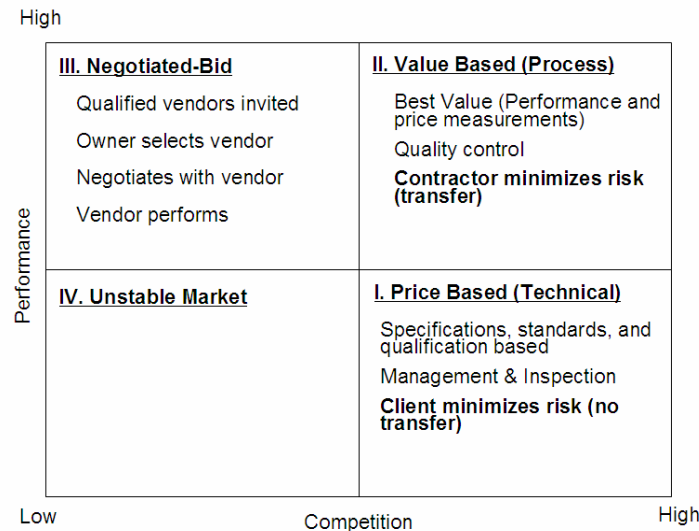 High
III. Negotiated-Bid
Qualified vendors invited
Owner selects vendor
Negotiates with vendor
Vendor performs
II. Value Based (Process)
Best Value (Performance and
price measurements)
Quality control
Contractor minimizes risk
(transfer)
Performance
IV. Unstable Market
I. Price Based (Technical)
Specifications, standards, and
qualification based
Management & Inspection
Client minimizes risk (no
transfer)
Low
Competition
High